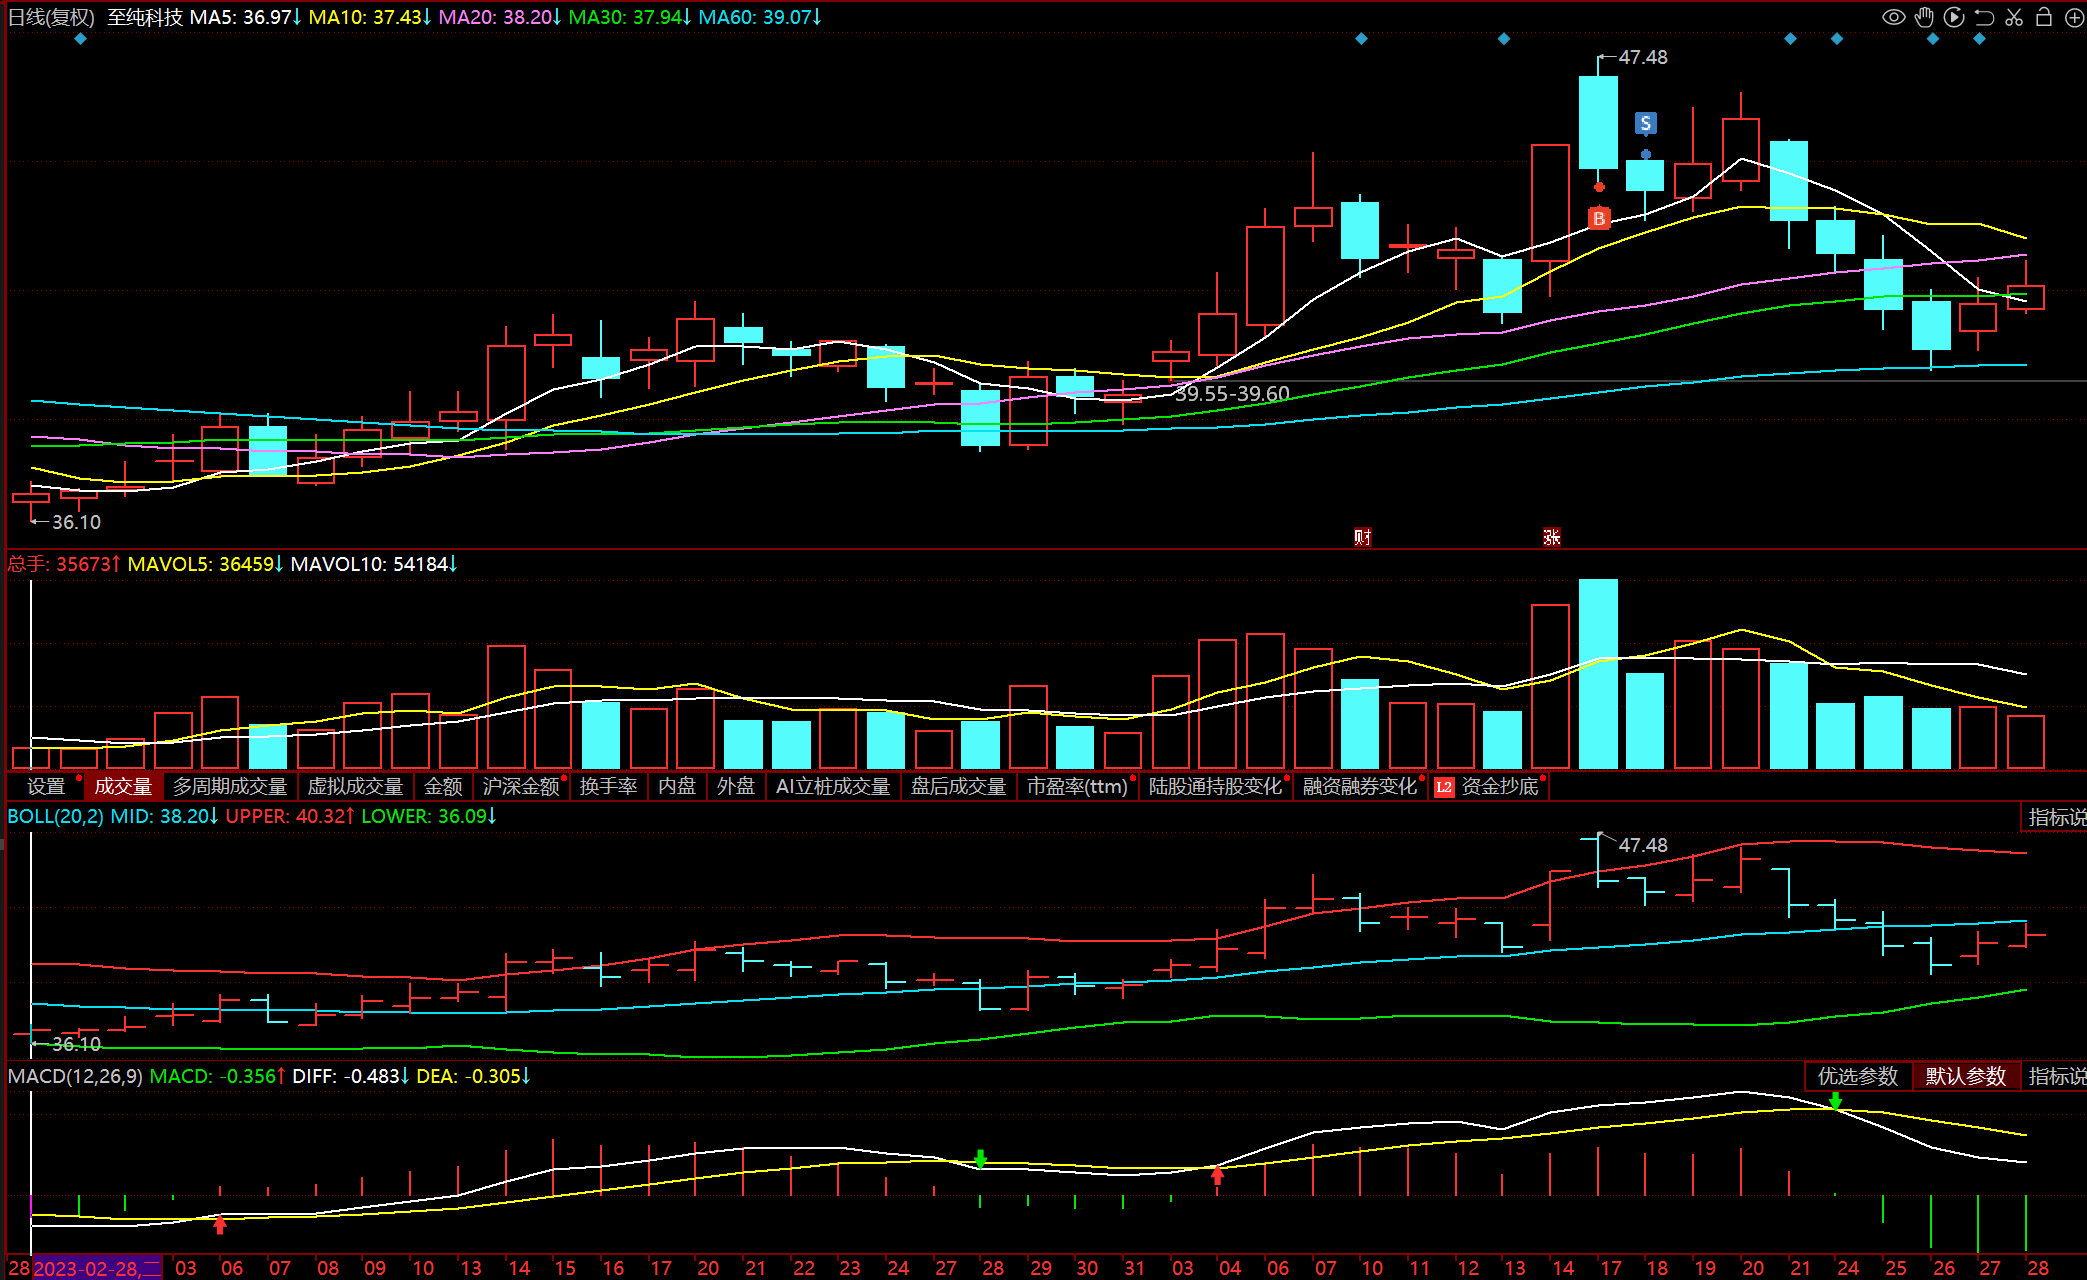 日线(复权) 至纯科技 MA5: 36.97↓ MA10: 37.43↓ MA20: 38.20↓ MA30: 37.94↓ MA60: 39.07↓
47.48
S
B
39.55-39.60
36.10
财 涨
总手: 35673↑ MAVOL5: 36459↓ MAVOL10: 54184↓
设置 成交量 多周期成交量 虚拟成交量 金额 沪深金额 换手率 内盘 外盘 AI立桩成交量 盘后成交量 市盈率(ttm) 陆股通持股变化 融资融券变化 L2 资金抄底
BOLL(20,2) MID: 38.20↓ UPPER: 40.32↑ LOWER: 36.09↓ 指标说
47.48
36.10
MACD(12,26,9) MACD: -0.356↑ DIFF: -0.483↓ DEA: -0.305↓ 优选参数 默认参数 指标说
28 2023-02-28,二 03 06 07 08 09 10 13 14 15 16 17 20 21 22 23 24 27 28 29 30 31 03 04 06 07 10 11 12 13 14 17 18 19 20 21 24 25 26 27 28